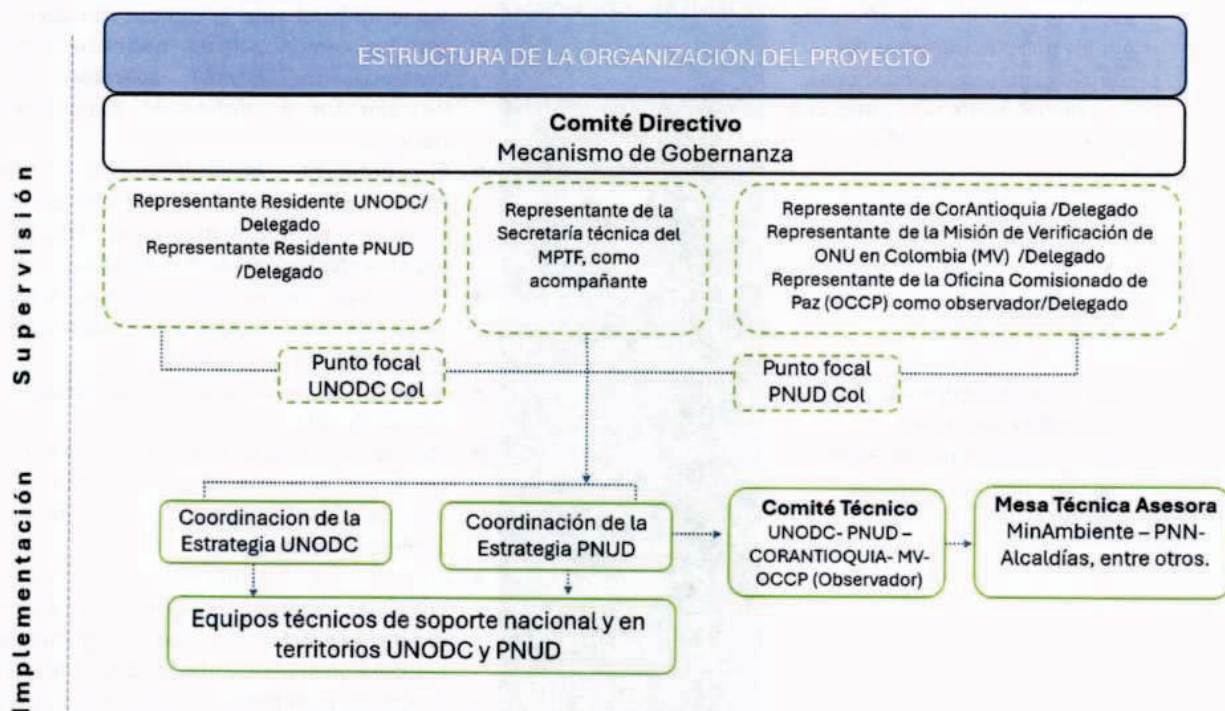 ESTRUCTURA DE LA ORGANIZACIÓN DEL PROYECTO
Comité Directivo
Mecanismo de Gobernanza
Supervisión
Representante Residente UNODC/
Delegado
Representante Residente PNUD
/Delegado
Representante de la
Secretaría técnica del
MPTF, como
acompañante
Representante de CorAntioquia /Delegado
Representante de la Misión de Verificación de
ONU en Colombia (MV) /Delegado
Representante de la Oficina Comisionado de
Paz (OCCP) como observador/Delegado
Punto focal
UNODC Col
Punto focal
PNUD Col
Implementación
Coordinacion de la
Estrategia UNODC
Coordinación de la
Estrategia PNUD
Comité Técnico
UNODC- PNUD –
CORANTIOQUIA- MV-
OCCP (Observador)
Mesa Técnica Asesora
MinAmbiente – PNN-
Alcaldías, entre otros.
Equipos técnicos de soporte nacional y en
territorios UNODC y PNUD